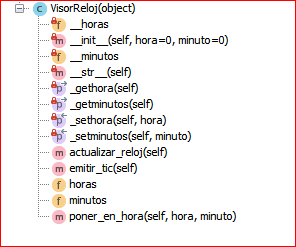 VisorReloj(object)
__horas
__init__(self, hora=0, minuto=0)
__minutos
__str__(self)
_gethora(self)
_getminutos(self)
_sethora(self, hora)
_setminutos(self, minuto)
actualizar_reloj(self)
emitir_tic(self)
horas
minutos
poner_en_hora(self, hora, minuto)